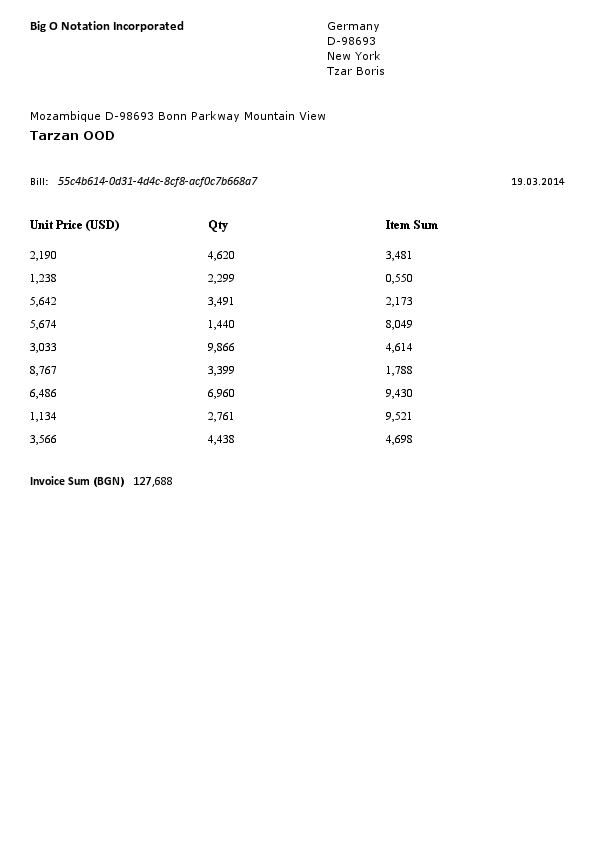 Big O Notation Incorporated
Germany
D-98693
New York
Tzar Boris
Mozambique D-98693 Bonn Parkway Mountain View
Tarzan OOD
Bill: 55c4b614-0d31-4d4c-8cf8-acf0c7b668a7 19.03.2014
Unit Price (USD) Qty Item Sum
2,190 4,620 3,481
1,238 2,299 0,550
5,642 3,491 2,173
5,674 1,440 8,049
3,033 9,866 4,614
8,767 3,399 1,788
6,486 6,960 9,430
1,134 2,761 9,521
3,566 4,438 4,698
Invoice Sum (BGN) 127,688